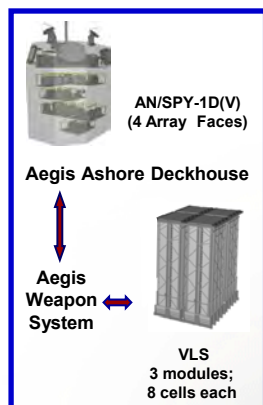 AN/SPY-1D(V)
(4 Array Faces)
Aegis Ashore Deckhouse
Aegis
Weapon
System
VLS
3 modules;
8 cells each